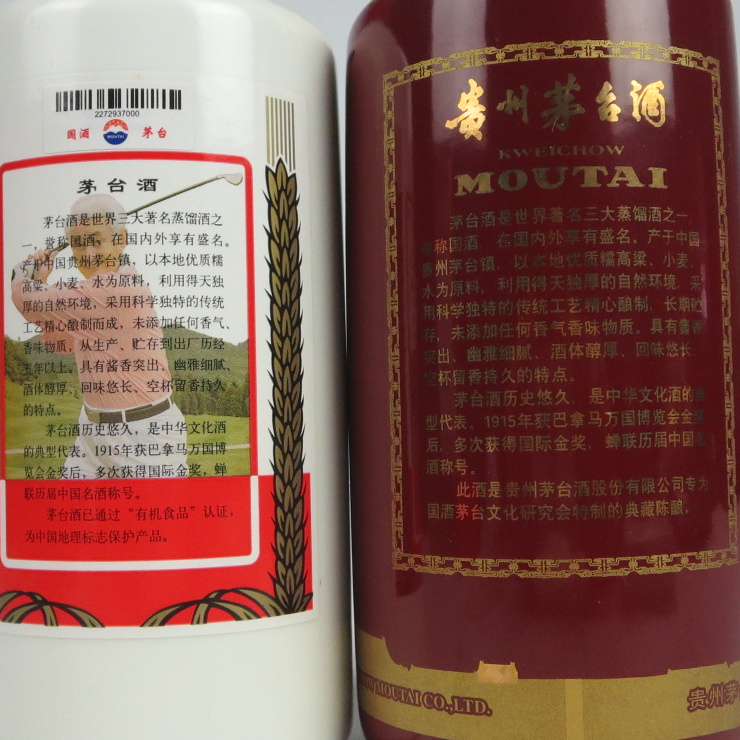 2272937000
国酒 MOUTAI 茅台
茅台酒
茅台酒是世界三大著名蒸馏酒之
一，誉称国酒，在国内外享有盛名。
产于中国贵州茅台镇，以本地优质糯
高粱、小麦、水为原料，利用得天独
厚的自然环境，采用科学独特的传统
工艺精心酿制而成，未添加任何香气、
香味物质，从生产、贮存到出厂历经
五年以上。具有酱香突出、幽雅细腻、
酒体醇厚、回味悠长、空杯留香持久
的特点。
茅台酒历史悠久，是中华文化酒
的典型代表。1915年获巴拿马万国博
览会金奖后，多次获得国际金奖，蝉
联历届中国名酒称号。
茅台酒已通过“有机食品”认证，
为中国地理标志保护产品。
贵州茅台酒
KWEICHOW
MOUTAI
茅台酒是世界著名三大蒸馏酒之一，
誉称国酒，在国内外享有盛名。产于中国
贵州茅台镇，以本地优质糯高粱、小麦、
水为原料，利用得天独厚的自然环境，采
用科学独特的传统工艺精心酿制，长期贮
存，未添加任何香气香味物质。具有酱香
突出、幽雅细腻、酒体醇厚、回味悠长、
空杯留香持久的特点。
茅台酒历史悠久，是中华文化酒的典
型代表。1915年获巴拿马万国博览会金奖
后，多次获得国际金奖，蝉联历届中国名
酒称号。
此酒是贵州茅台酒股份有限公司专为
国酒茅台文化研究会特制的典藏陈酿。
MOUTAI CO.,LTD.
贵州茅